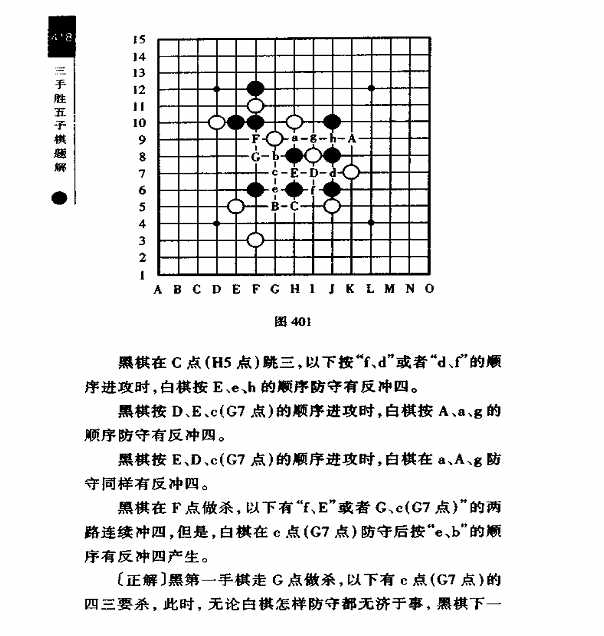 418
三手胜五子棋题解
15
14
13
12
11
10
9 F a g h A
8 G b
7 c E D d
6 e f
5 B C
4
3
2
1
A B C D E F G H I J K L M N O
图 401
黑棋在 C 点(H5 点)跳三,以下按“f、d”或者“d、f”的顺
序进攻时,白棋按 E、e、h 的顺序防守有反冲四。
黑棋按 D、E、c(G7 点)的顺序进攻时,白棋按 A、a、g 的
顺序防守有反冲四。
黑棋按 E、D、c(G7 点)的顺序进攻时,白棋在 a、A、g 防
守同样有反冲四。
黑棋在 F 点做杀,以下有“f、E”或者 G、c(G7 点)”的两
路连续冲四,但是,白棋在 c 点(G7 点)防守后按“e、b”的顺
序有反冲四产生。
〔正解〕黑第一手棋走 G 点做杀,以下有 c 点(G7 点)的
四三要杀,此时,无论白棋怎样防守都无济于事,黑棋下一